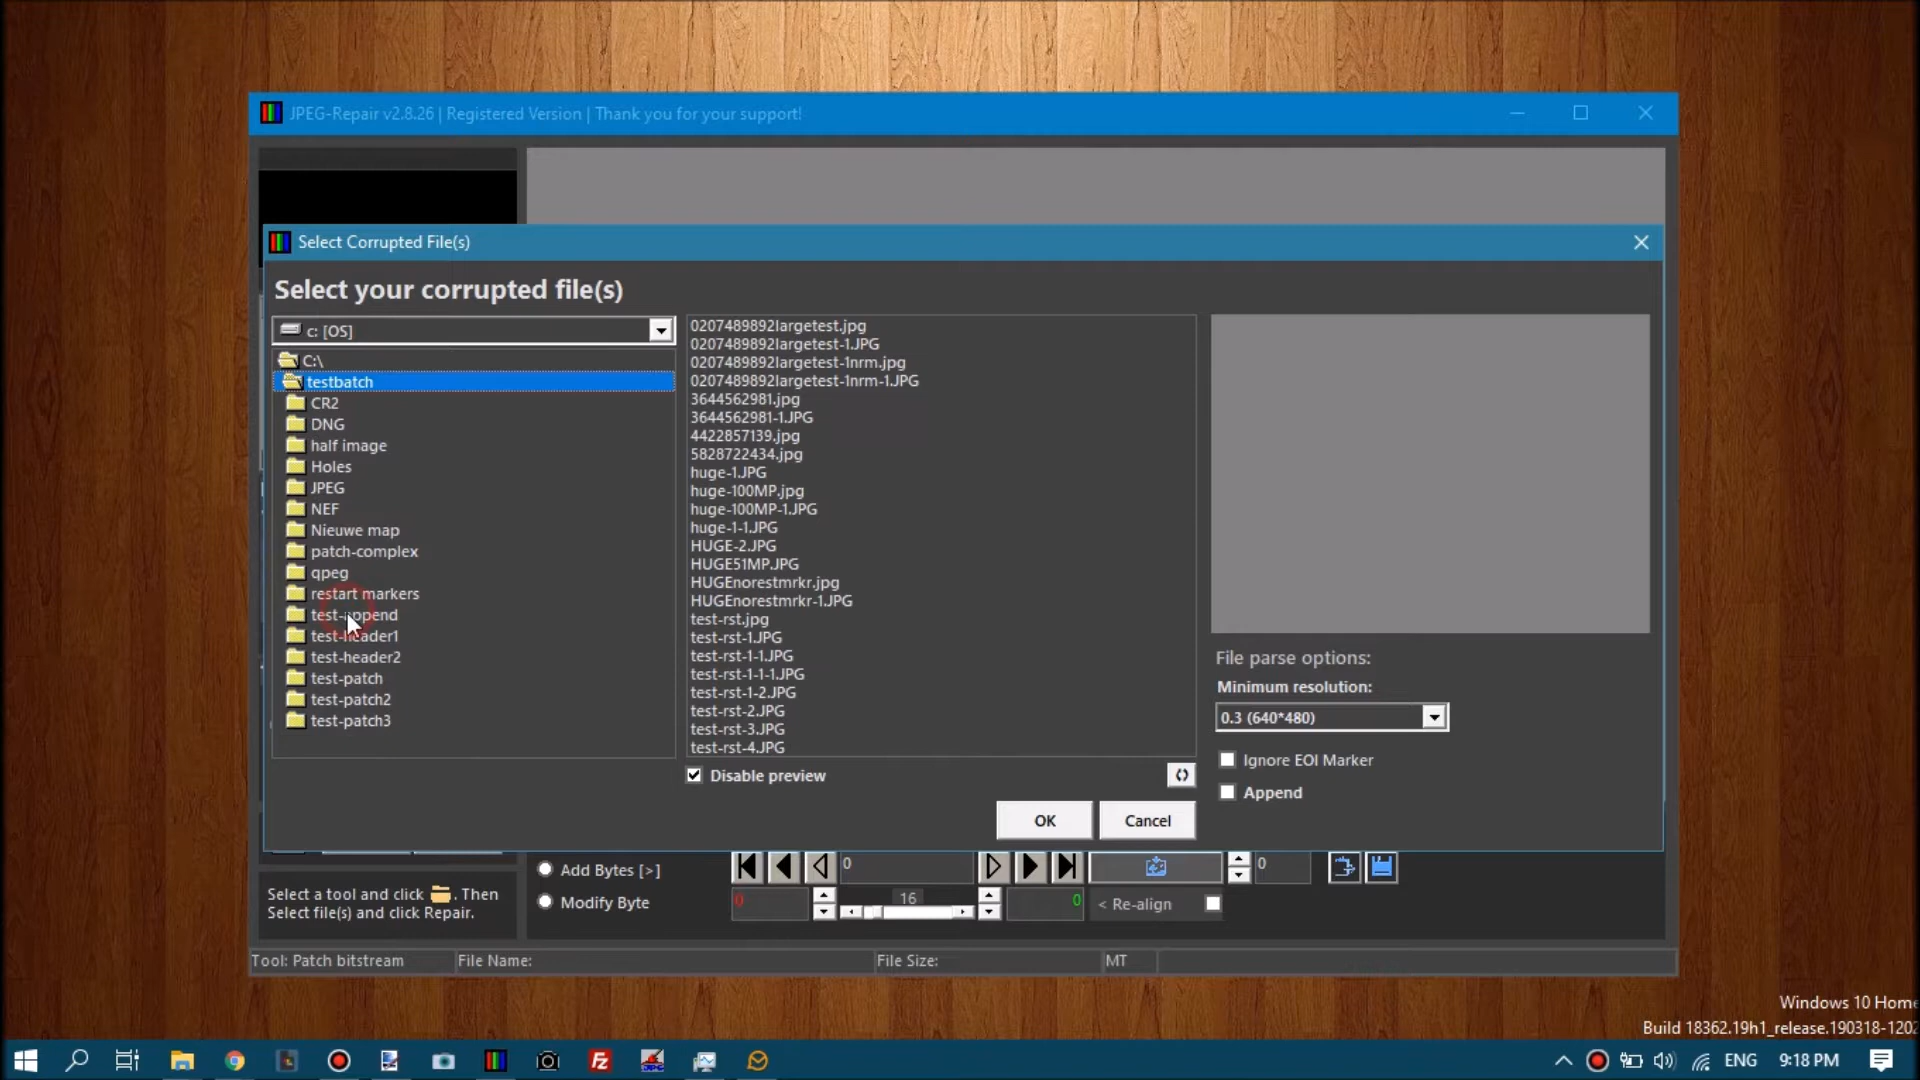 JPEG-Repair v2.8.26 | Registered Version | Thank you for your support!
Select Corrupted File(s)
Select your corrupted file(s)
c: [OS]
C:\
testbatch
CR2
DNG
half image
Holes
JPEG
NEF
Nieuwe map
patch-complex
qpeg
restart markers
test-append
test-header1
test-header2
test-patch
test-patch2
test-patch3
0207489892largetest.jpg
0207489892largetest-1.JPG
0207489892largetest-1nrm.jpg
0207489892largetest-1nrm-1.JPG
3644562981.jpg
3644562981-1.JPG
4422857139.jpg
5828722434.jpg
huge-1.JPG
huge-100MP.jpg
huge-100MP-1.JPG
huge-1-1.JPG
HUGE-2.JPG
HUGE51MP.JPG
HUGEnorestmrkr.jpg
HUGEnorestmrkr-1.JPG
test-rst.jpg
test-rst-1.JPG
test-rst-1-1.JPG
test-rst-1-1-1.JPG
test-rst-1-2.JPG
test-rst-2.JPG
test-rst-3.JPG
test-rst-4.JPG
Disable preview
OK
Cancel
File parse options:
Minimum resolution:
0.3 (640*480)
Ignore EOI Marker
Append
Select a tool and click . Then
Select file(s) and click Repair.
Add Bytes [>]
Modify Byte
0
0
0
16
0
< Re-align
Tool: Patch bitstream
File Name:
File Size:
MT
Windows 10 Home
Build 18362.19h1_release.190318-1202
ENG
9:18 PM